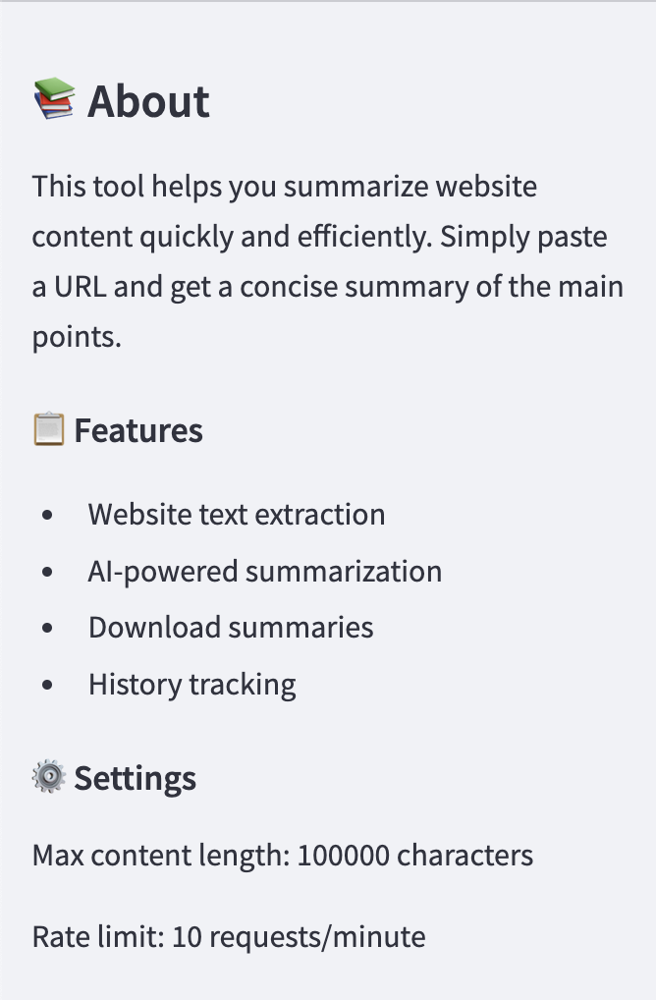 📚 About
This tool helps you summarize website
content quickly and efficiently. Simply paste
a URL and get a concise summary of the main
points.
📋 Features
• Website text extraction
• AI-powered summarization
• Download summaries
• History tracking
⚙️ Settings
Max content length: 100000 characters
Rate limit: 10 requests/minute